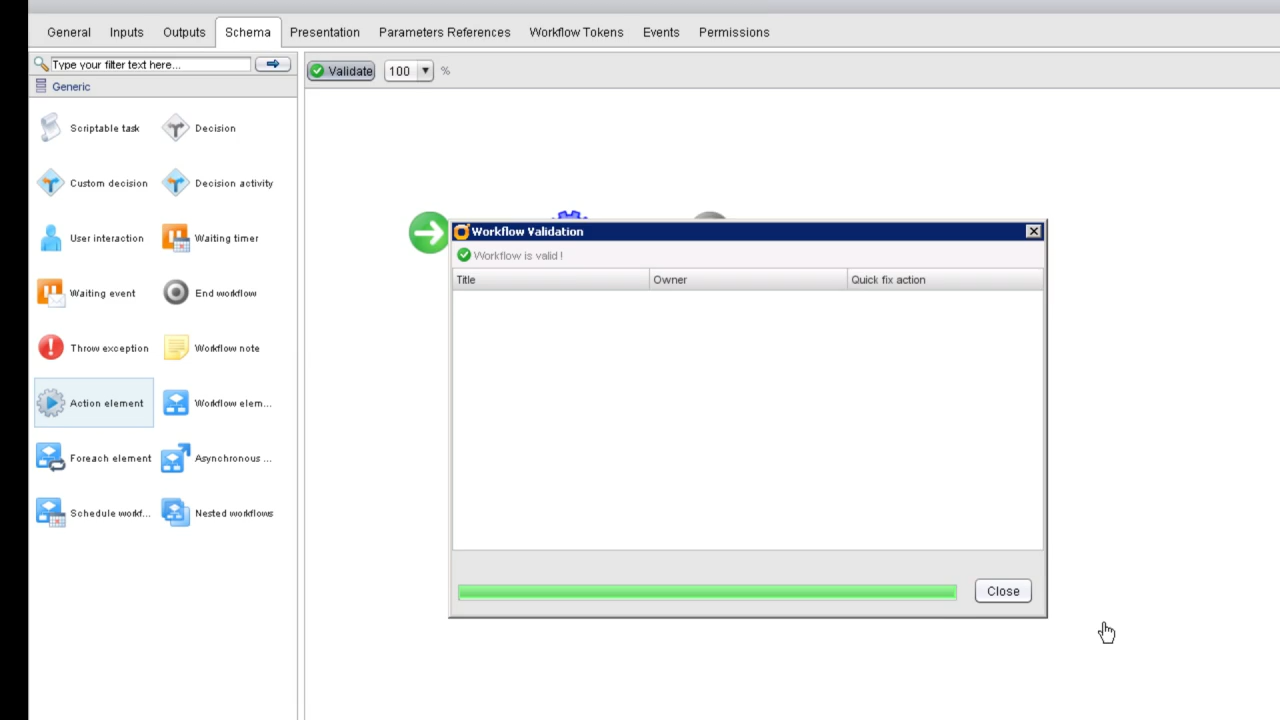 General Inputs Outputs Schema Presentation Parameters References Workflow Tokens Events Permissions
Type your filter text here...
Validate 100 %
Generic
Scriptable task Decision
Custom decision Decision activity
User interaction Waiting timer
Waiting event End workflow
Throw exception Workflow note
Action element Workflow elem...
Foreach element Asynchronous ...
Schedule workf... Nested workflows
Workflow Validation
Workflow is valid !
Title Owner Quick fix action
Close